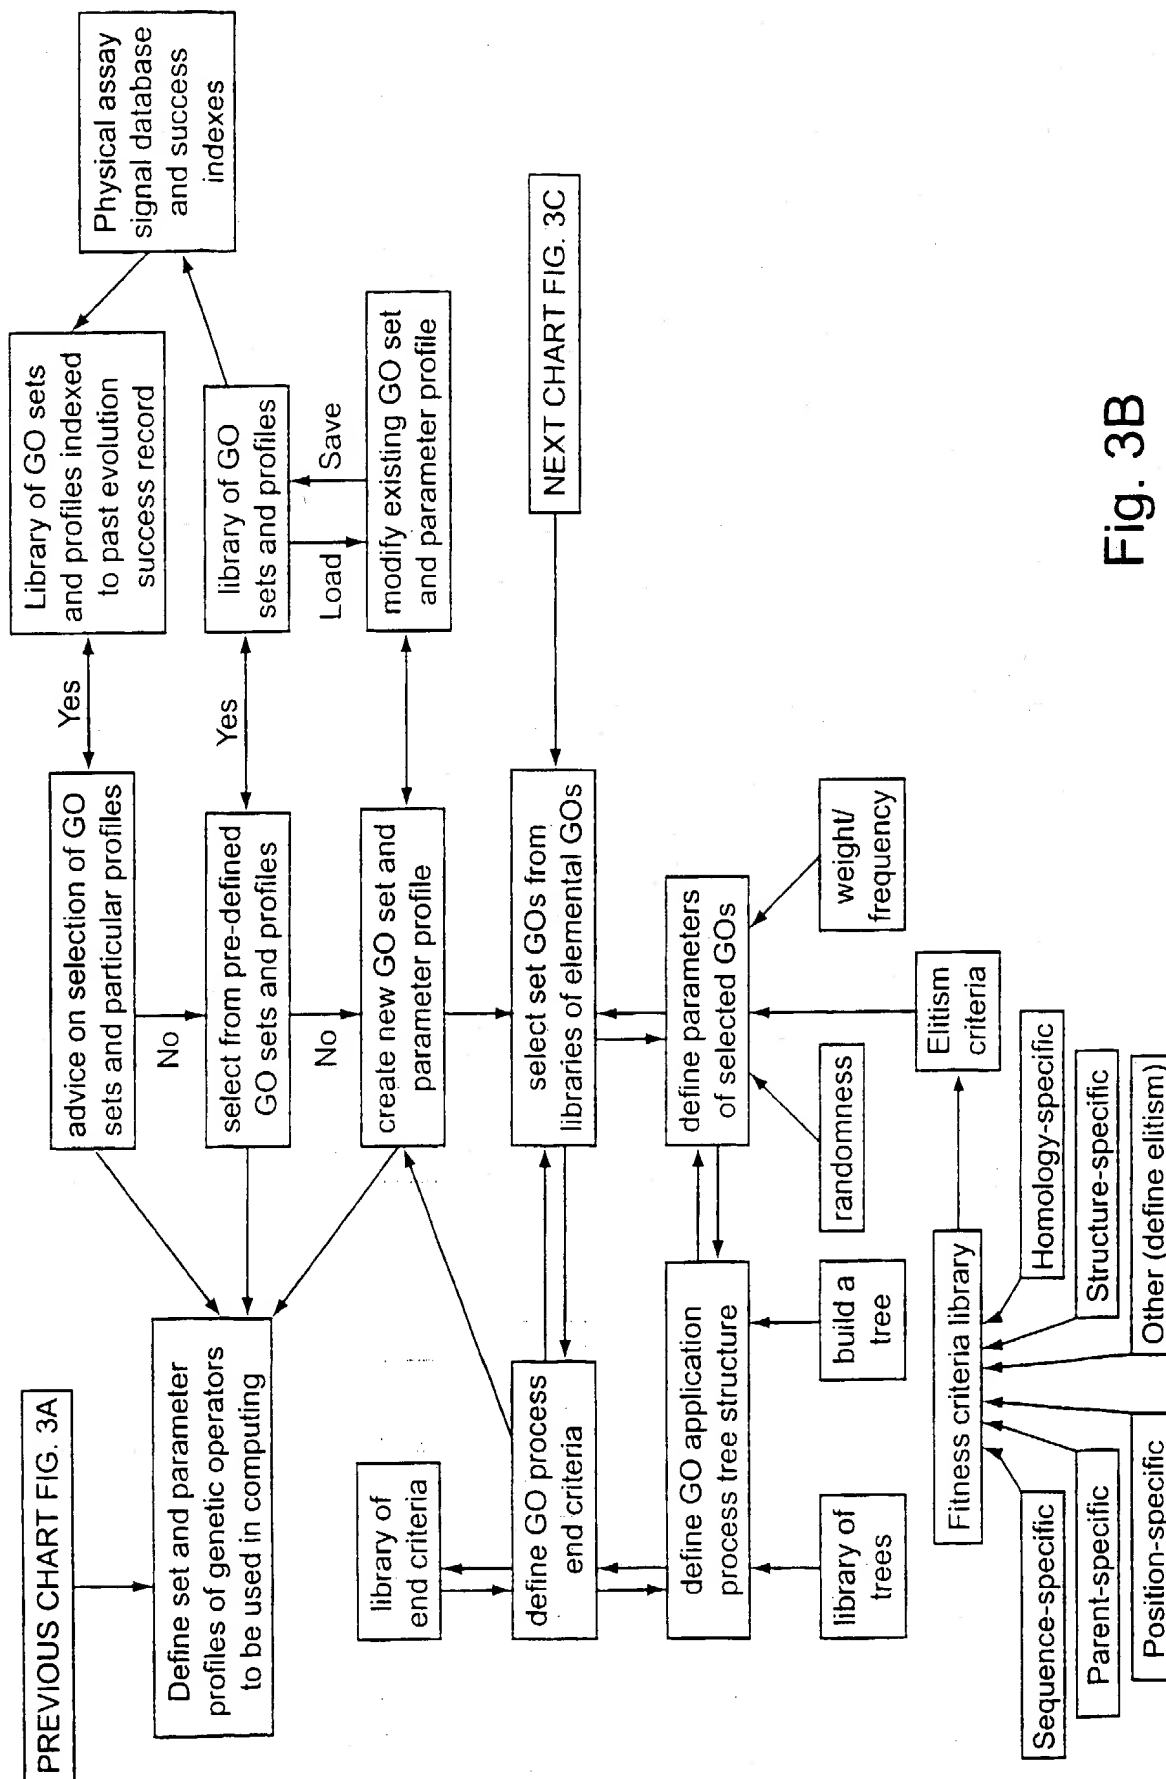 PREVIOUS CHART FIG. 3A
Define set and parameter
profiles of genetic operators
to be used in computing
advice on selection of GO
sets and particular profiles
Yes
Library of GO sets
and profiles indexed
to past evolution
success record
Physical assay
signal database
and success
indexes
No
select from pre-defined
GO sets and profiles
Yes
library of GO
sets and profiles
No
Load
Save
create new GO set and
parameter profile
modify existing GO set
and parameter profile
library of
end criteria
define GO process
end criteria
select set GOs from
libraries of elemental GOs
NEXT CHART FIG. 3C
define GO application
process tree structure
define parameters
of selected GOs
library of
trees
build a
tree
randomness
weight/
frequency
Elitism
criteria
Fitness criteria library
Sequence-specific
Homology-specific
Parent-specific
Structure-specific
Position-specific
Other (define elitism)
Fig. 3B